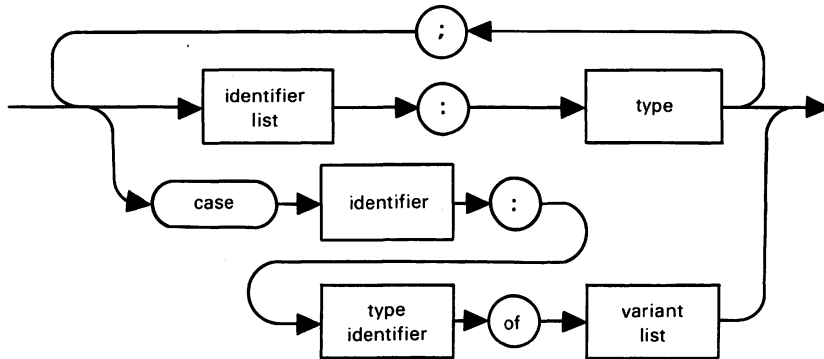 ;
identifier
list
:
type
case
identifier
:
type
identifier
of
variant
list